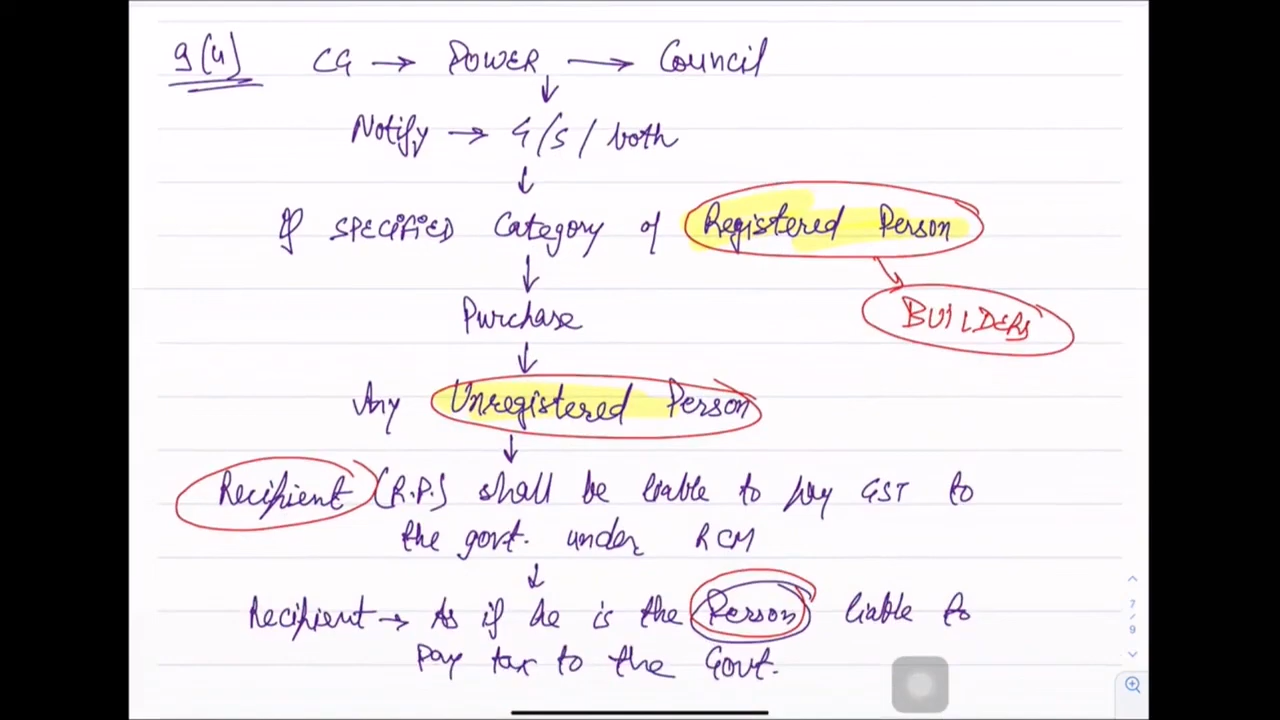 9(4) CG → POWER → Council
↓
Notify → G/S/both
↓
If SPECIFIED Category of Registered Person
↓
BUILDERS
Purchase
↓
Any Unregistered Person
↓
Recipient (R.P.) shall be liable to pay GST to
the govt. under RCM
↓
Recipient → As if he is the Person liable to
pay tax to the Govt.
7
/
9